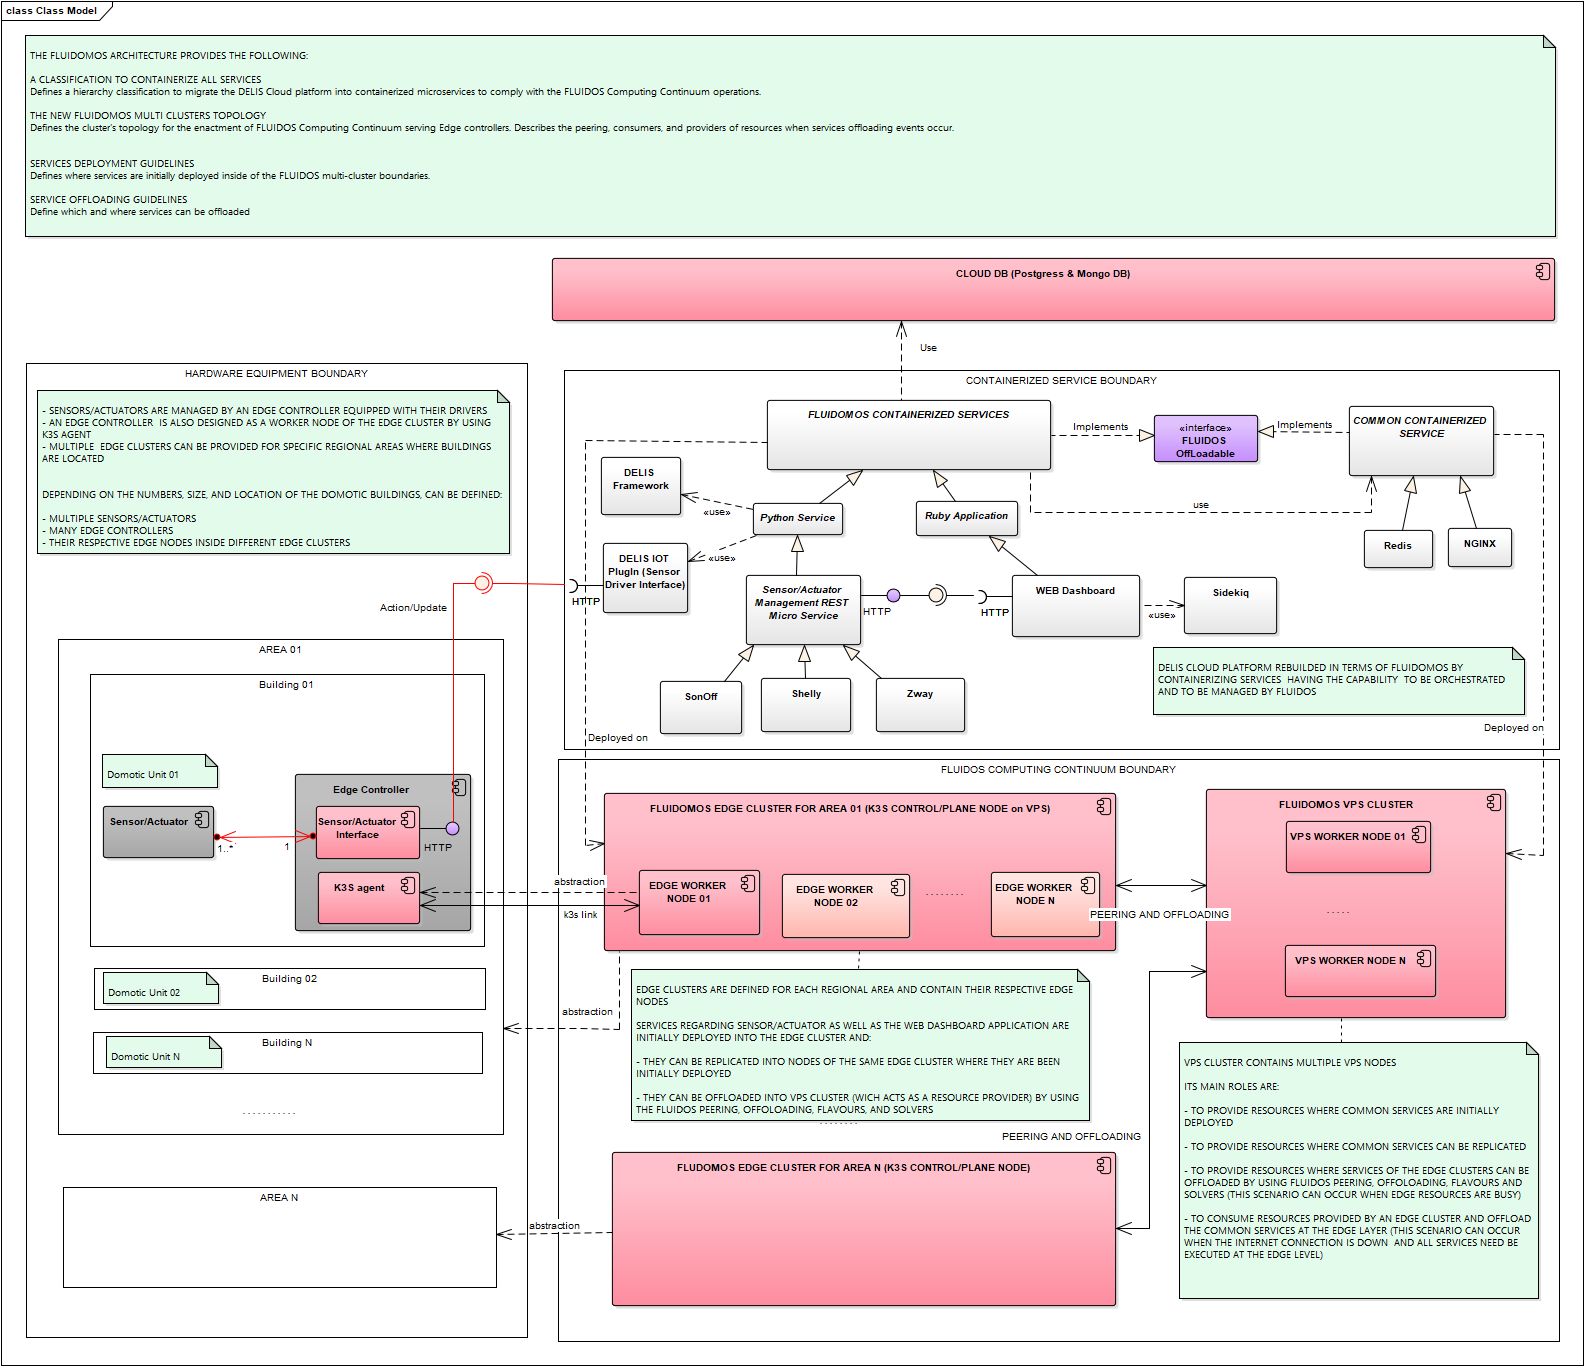 class Class Model
THE FLUIDOMOS ARCHITECTURE PROVIDES THE FOLLOWING:
A CLASSIFICATION TO CONTAINERIZE ALL SERVICES
Defines a hierarchy classification to migrate the DELIS Cloud platform into containerized microservices to comply with the FLUIDOS Computing Continuum operations.
THE NEW FLUIDOMOS MULTI CLUSTERS TOPOLOGY
Defines the cluster's topology for the enactment of FLUIDOS Computing Continuum serving Edge controllers. Describes the peering, consumers, and providers of resources when services offloading events occur.
SERVICES DEPLOYMENT GUIDELINES
Defines where services are initially deployed inside of the FLUIDOS multi-cluster boundaries.
SERVICE OFFLOADING GUIDELINES
Define which and where services can be offloaded
CLOUD DB (Postgress & Mongo DB)
Use
HARDWARE EQUIPMENT BOUNDARY
- SENSORS/ACTUATORS ARE MANAGED BY AN EDGE CONTROLLER EQUIPPED WITH THEIR DRIVERS
- AN EDGE CONTROLLER  IS ALSO DESIGNED AS A WORKER NODE OF THE EDGE CLUSTER BY USING
K3S AGENT
- MULTIPLE  EDGE CLUSTERS CAN BE PROVIDED FOR SPECIFIC REGIONAL AREAS WHERE BUILDINGS
ARE LOCATED
DEPENDING ON THE NUMBERS, SIZE, AND LOCATION OF THE DOMOTIC BUILDINGS, CAN BE DEFINED:
- MULTIPLE SENSORS/ACTUATORS
- MANY EDGE CONTROLLERS
- THEIR RESPECTIVE EDGE NODES INSIDE DIFFERENT EDGE CLUSTERS
Action/Update
AREA 01
Building 01
Domotic Unit 01
Sensor/Actuator
1..*
1
Edge Controller
Sensor/Actuator
Interface
HTTP
K3S agent
Building 02
Domotic Unit 02
Building N
Domotic Unit N
...........
AREA N
CONTAINERIZED SERVICE BOUNDARY
FLUIDOMOS CONTAINERIZED SERVICES
Implements
«interface»
FLUIDOS
OffLoadable
Implements
COMMON CONTAINERIZED
SERVICE
DELIS
Framework
«use»
Python Service
Ruby Application
use
Redis
NGINX
DELIS IOT
PlugIn (Sensor
Driver Interface)
«use»
HTTP
Sensor/Actuator
Management REST
Micro Service
HTTP
HTTP
WEB Dashboard
«use»
Sidekiq
SonOff
Shelly
Zway
DELIS CLOUD PLATFORM REBUILDED IN TERMS OF FLUIDOMOS BY
CONTAINERIZING SERVICES  HAVING THE CAPABILITY  TO BE ORCHESTRATED
AND TO BE MANAGED BY FLUIDOS
Deployed on
Deployed on
FLUIDOS COMPUTING CONTINUUM BOUNDARY
FLUIDOMOS EDGE CLUSTER FOR AREA 01 (K3S CONTROL/PLANE NODE on VPS)
abstraction
k3s link
EDGE WORKER
NODE 01
EDGE WORKER
NODE 02
........
EDGE WORKER
NODE N
PEERING AND OFFLOADING
FLUIDOMOS VPS CLUSTER
VPS WORKER NODE 01
.....
VPS WORKER NODE N
abstraction
EDGE CLUSTERS ARE DEFINED FOR EACH REGIONAL AREA AND CONTAIN THEIR RESPECTIVE EDGE
NODES
SERVICES REGARDING SENSOR/ACTUATOR AS WELL AS THE WEB DASHBOARD APPLICATION ARE
INITIALLY DEPLOYED INTO THE EDGE CLUSTER AND:
- THEY CAN BE REPLICATED INTO NODES OF THE SAME EDGE CLUSTER WHERE THEY ARE BEEN
INITIALLY DEPLOYED
- THEY CAN BE OFFLOADED INTO VPS CLUSTER (WICH ACTS AS A RESOURCE PROVIDER) BY USING
THE FLUIDOS PEERING, OFFOLOADING, FLAVOURS, AND SOLVERS
........
PEERING AND OFFLOADING
FLUDOMOS EDGE CLUSTER FOR AREA N (K3S CONTROL/PLANE NODE)
abstraction
VPS CLUSTER CONTAINS MULTIPLE VPS NODES
ITS MAIN ROLES ARE:
- TO PROVIDE RESOURCES WHERE COMMON SERVICES ARE INITIALLY
DEPLOYED
- TO PROVIDE RESOURCES WHERE COMMON SERVICES CAN BE REPLICATED
- TO PROVIDE RESOURCES WHERE SERVICES OF THE EDGE CLUSTERS CAN BE
OFFLOADED BY USING FLUIDOS PEERING, OFFOLOADING, FLAVOURS AND
SOLVERS (THIS SCENARIO CAN OCCUR WHEN EDGE RESOURCES ARE BUSY)
- TO CONSUME RESOURCES PROVIDED BY AN EDGE CLUSTER AND OFFLOAD
THE COMMON SERVICES AT THE EDGE LAYER (THIS SCENARIO CAN OCCUR
WHEN THE INTERNET CONNECTION IS DOWN  AND ALL SERVICES NEED BE
EXECUTED AT THE EDGE LEVEL)